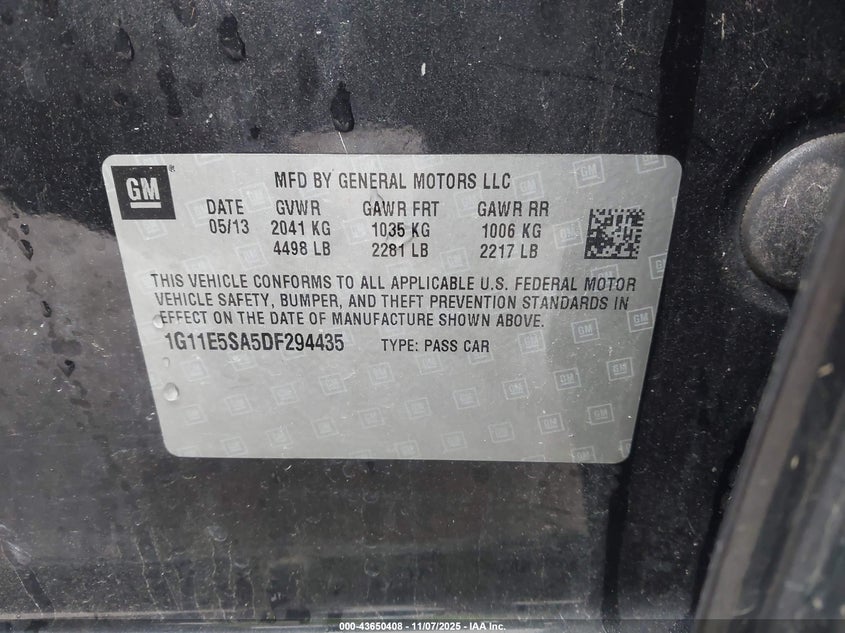 GM
MFD BY GENERAL MOTORS LLC
DATE GVWR GAWR FRT GAWR RR
05/13 2041 KG 1035 KG 1006 KG
4498 LB 2281 LB 2217 LB
THIS VEHICLE CONFORMS TO ALL APPLICABLE U.S. FEDERAL MOTOR
VEHICLE SAFETY, BUMPER, AND THEFT PREVENTION STANDARDS IN
EFFECT ON THE DATE OF MANUFACTURE SHOWN ABOVE.
1G11E5SA5DF294435 TYPE: PASS CAR
000-43650408 - 11/07/2025 - IAA Inc.